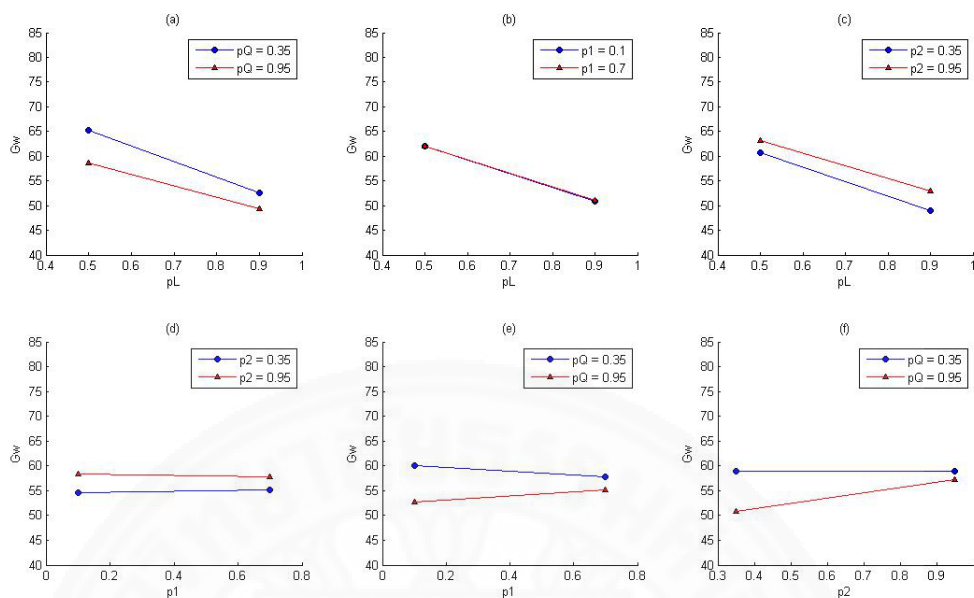 (a)
85
80
75
70
65
60
55
50
45
40
Gw
0.4 0.5 0.6 0.7 0.8 0.9 1
pL
pQ = 0.35
pQ = 0.95
(b)
85
80
75
70
65
60
55
50
45
40
Gw
0.4 0.5 0.6 0.7 0.8 0.9 1
pL
p1 = 0.1
p1 = 0.7
(c)
85
80
75
70
65
60
55
50
45
40
Gw
0.4 0.5 0.6 0.7 0.8 0.9 1
pL
p2 = 0.35
p2 = 0.95
(d)
85
80
75
70
65
60
55
50
45
40
Gw
0 0.2 0.4 0.6 0.8
p1
p2 = 0.35
p2 = 0.95
(e)
85
80
75
70
65
60
55
50
45
40
Gw
0 0.2 0.4 0.6 0.8
p1
pQ = 0.35
pQ = 0.95
(f)
85
80
75
70
65
60
55
50
45
40
Gw
0.3 0.4 0.5 0.6 0.7 0.8 0.9
p2
pQ = 0.35
pQ = 0.95